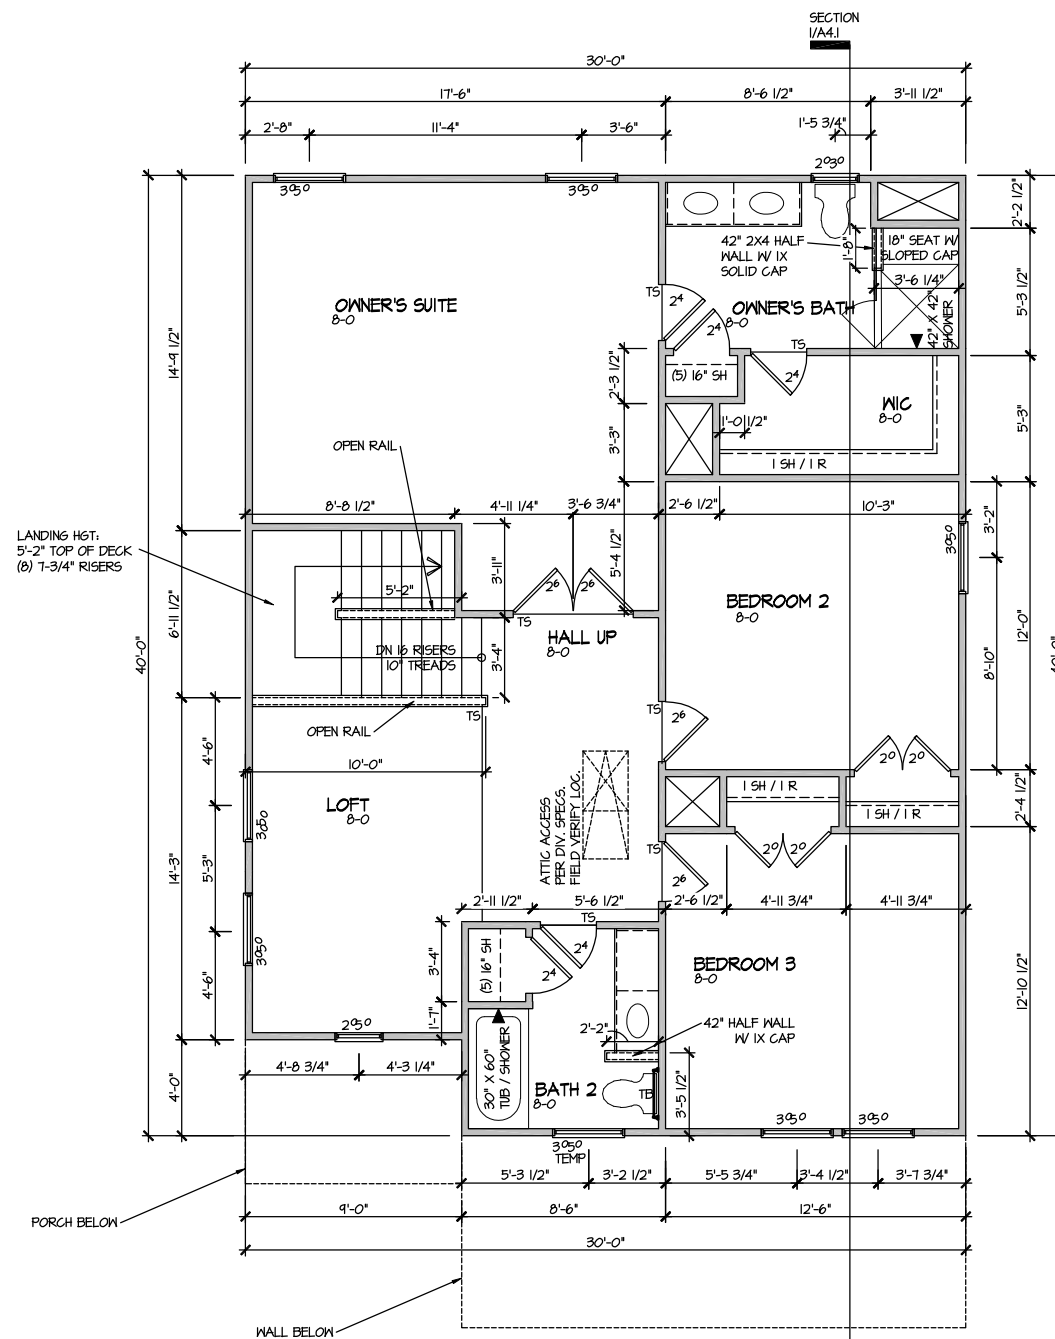 SECTION
1/A4.1
30'-0"
17'-6"
8'-6 1/2"
3'-11 1/2"
2'-8"
11'-4"
3'-6"
1'-5 3/4"
3⁰5⁰
3⁰5⁰
2⁰3⁰
2'-2 1/2"
42" 2X4 HALF
WALL W/ 1X
SOLID CAP
1'-8"
18" SEAT W/
SLOPED CAP
3'-6 1/4"
5'-3 1/2"
42" X 42"
SHOWER
OWNER'S SUITE
8-0
TS
2⁴
2⁴
OWNER'S BATH
8-0
TS
14'-9 1/2"
2'-3 1/2"
(5) 16" SH
2⁴
WIC
8-0
1'-0 1/2"
5'-3"
3'-3"
1 SH / 1 R
OPEN RAIL
8'-8 1/2"
4'-11 1/4"
3'-6 3/4"
2'-6 1/2"
10'-3"
3'-2"
3⁰5⁰
LANDING HGT:
5'-2" TOP OF DECK
(8) 7-3/4" RISERS
3'-11"
5'-4 1/2"
5'-2"
2⁶
2⁶
BEDROOM 2
8-0
6'-11 1/2"
TS
HALL UP
8-0
12'-0"
40'-0"
40'-0"
DN 16 RISERS
10" TREADS
3'-4"
8'-10"
TS
TS
2⁶
OPEN RAIL
4'-6"
10'-0"
2⁰
2⁰
LOFT
8-0
3⁰5⁰
ATTIC ACCESS
PER DIV. SPECS.
FIELD VERIFY LOC.
1 SH / 1 R
1 SH / 1 R
2'-4 1/2"
TS
2⁰
2⁰
14'-3"
5'-3"
2⁶
2'-11 1/2"
5'-6 1/2"
2'-6 1/2"
4'-11 3/4"
4'-11 3/4"
TS
3⁰5⁰
3'-4"
(5) 16" SH
2⁴
2⁴
BEDROOM 3
8-0
4'-6"
12'-10 1/2"
2⁰5⁰
1'-7"
2'-2"
42" HALF WALL
W/ 1X CAP
4'-8 3/4"
4'-3 1/4"
4'-0"
30" X 60"
TUB / SHOWER
BATH 2
8-0
TB
3'-5 1/2"
3⁰5⁰
3⁰5⁰
3⁰5⁰
TEMP
5'-3 1/2"
3'-2 1/2"
5'-5 3/4"
3'-4 1/2"
3'-7 3/4"
PORCH BELOW
9'-0"
8'-6"
12'-6"
30'-0"
WALL BELOW